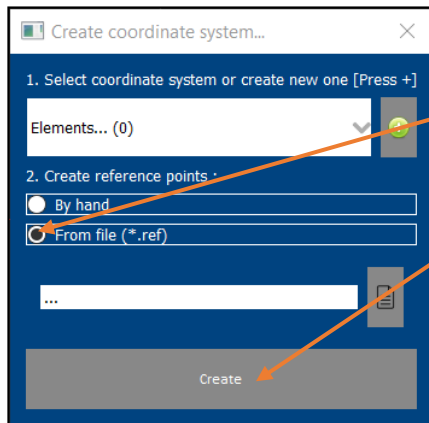 Create coordinate system...
1. Select coordinate system or create new one [Press +]
Elements... (0)
2. Create reference points :
By hand
From file (*.ref)
...
Create